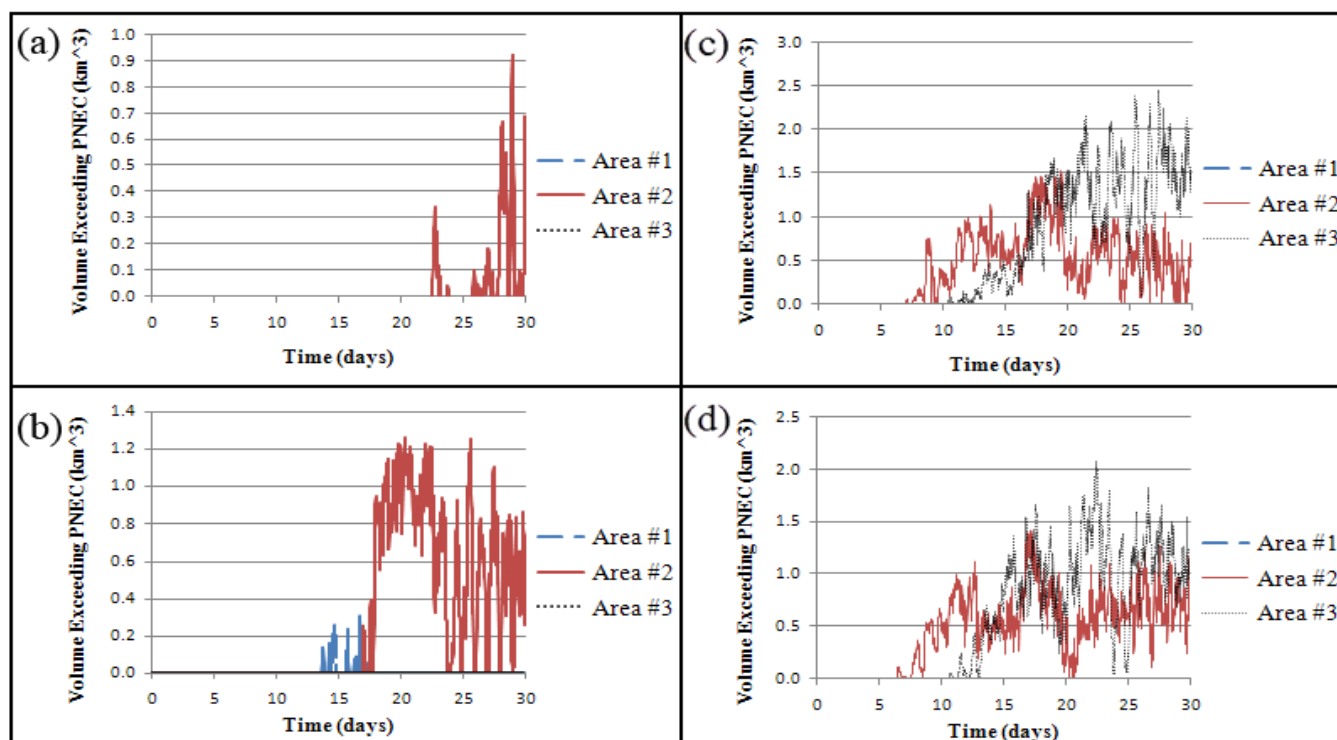 (a)
Volume Exceeding PNEC (km^3)
1.0
0.9
0.8
0.7
0.6
0.5
0.4
0.3
0.2
0.1
0.0
0 5 10 15 20 25 30
Time (days)
Area #1
Area #2
Area #3
(c)
Volume Exceeding PNEC (km^3)
3.0
2.5
2.0
1.5
1.0
0.5
0.0
0 5 10 15 20 25 30
Time (days)
Area #1
Area #2
Area #3
(b)
Volume Exceeding PNEC (km^3)
1.4
1.2
1.0
0.8
0.6
0.4
0.2
0.0
0 5 10 15 20 25 30
Time (days)
Area #1
Area #2
Area #3
(d)
Volume Exceeding PNEC (km^3)
2.5
2.0
1.5
1.0
0.5
0.0
0 5 10 15 20 25 30
Time (days)
Area #1
Area #2
Area #3